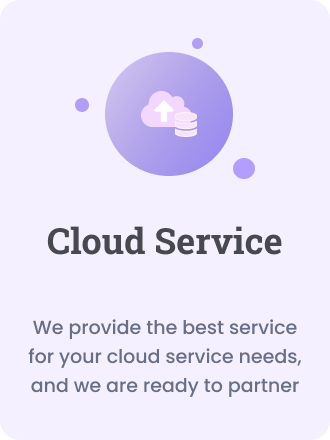 Cloud Service
We provide the best service
for your cloud service needs,
and we are ready to partner